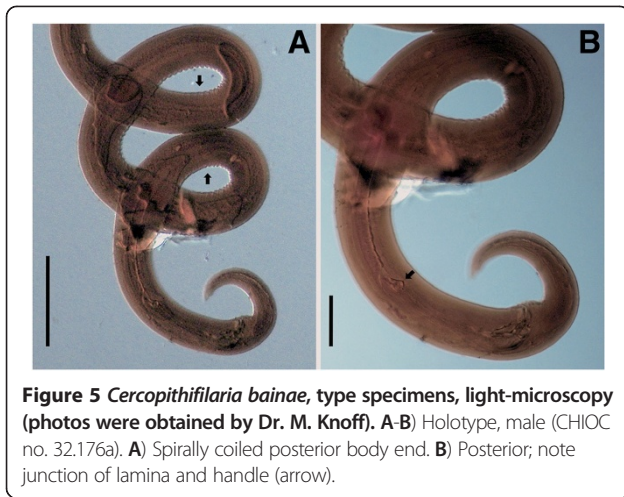 A
B
Figure 5 Cercopithifilaria bainae, type specimens, light-microscopy
(photos were obtained by Dr. M. Knoff). A-B) Holotype, male (CHIOC
no. 32.176a). A) Spirally coiled posterior body end. B) Posterior; note
junction of lamina and handle (arrow).